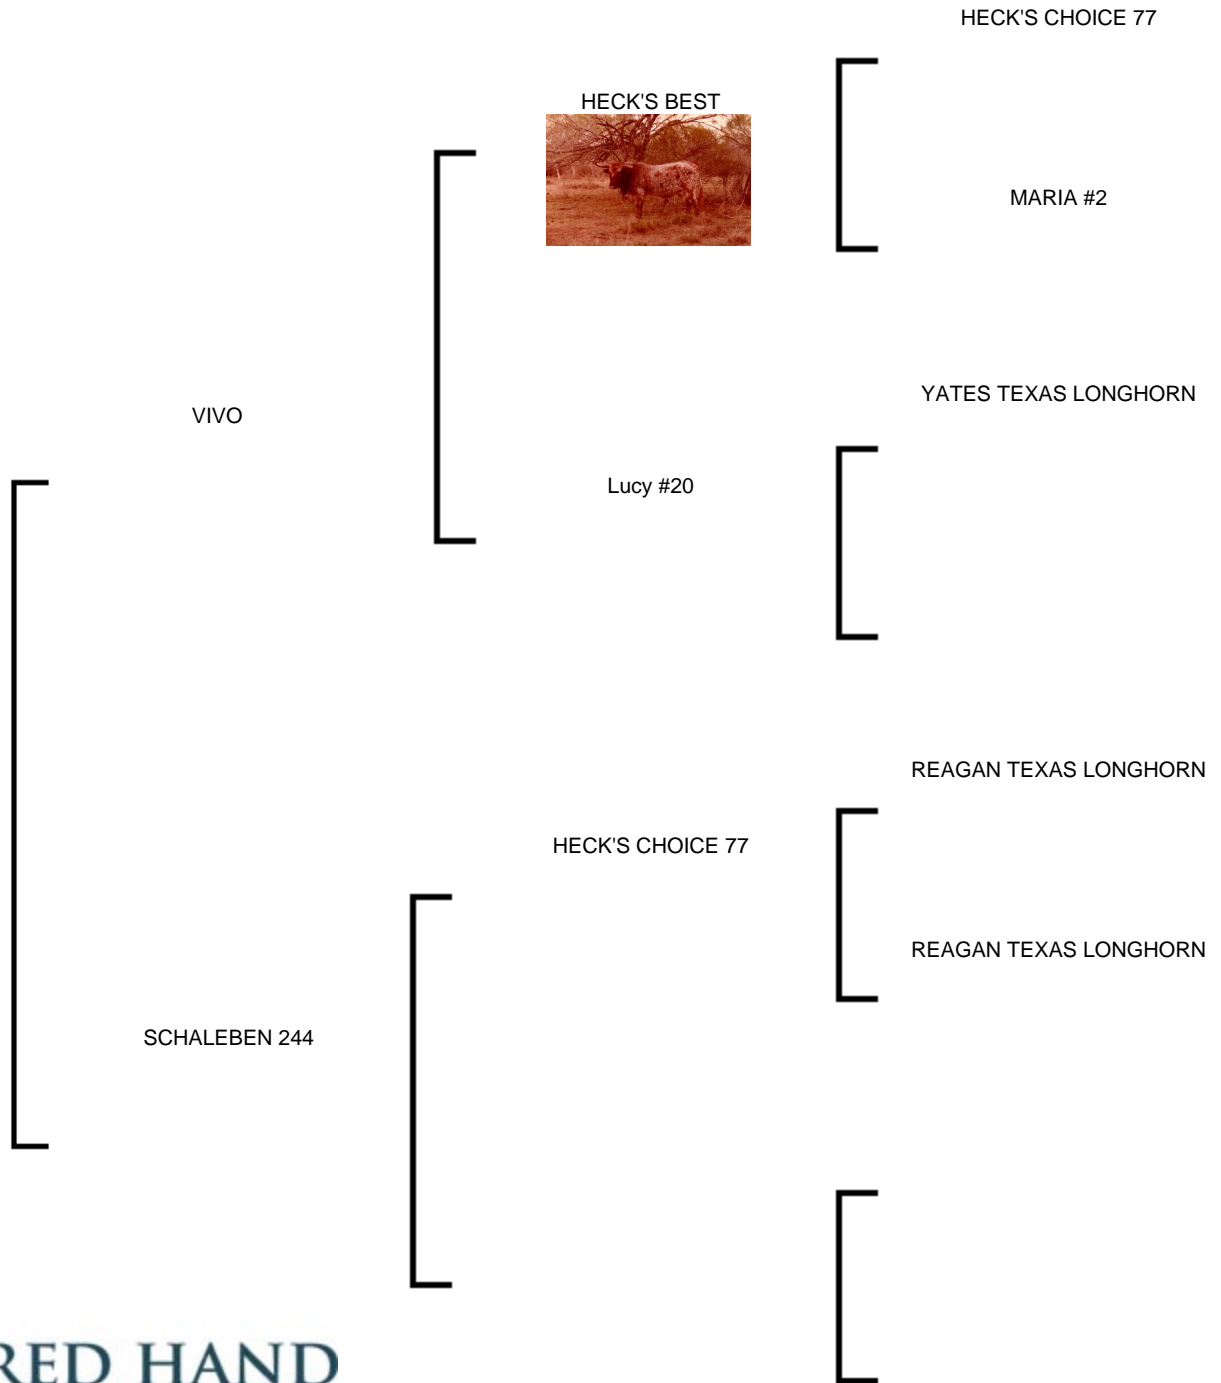 HECK'S CHOICE 77
HECK'S BEST
MARIA #2
YATES TEXAS LONGHORN
VIVO
Lucy #20
REAGAN TEXAS LONGHORN
HECK'S CHOICE 77
REAGAN TEXAS LONGHORN
SCHALEBEN 244
RED HAND